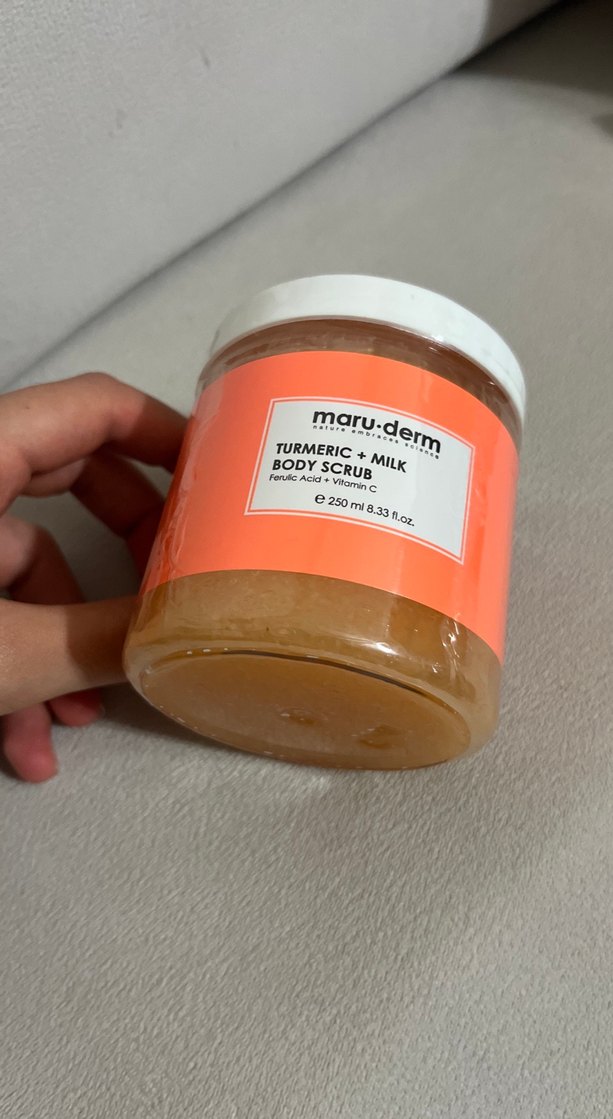 maru·derm
nature embraces science
TURMERIC + MILK
BODY SCRUB
Ferulic Acid + Vitamin C
℮ 250 ml 8.33 fl.oz.